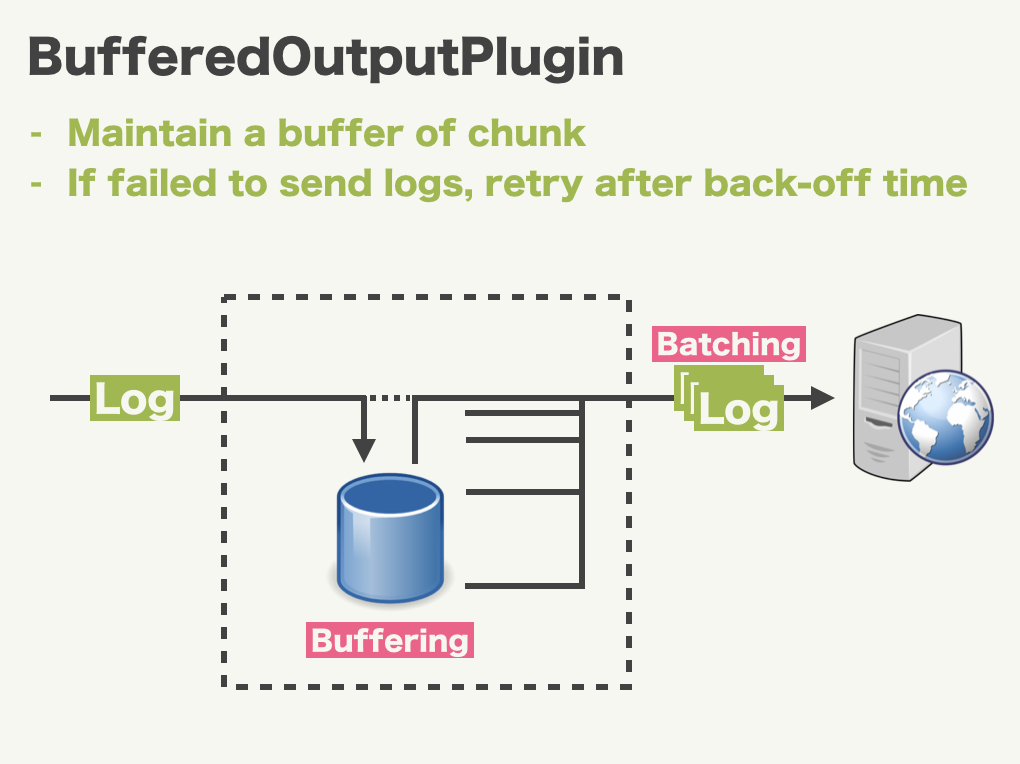 BufferedOutputPlugin
- Maintain a buffer of chunk
- If failed to send logs, retry after back-off time
Batching
Log
Log
Buffering